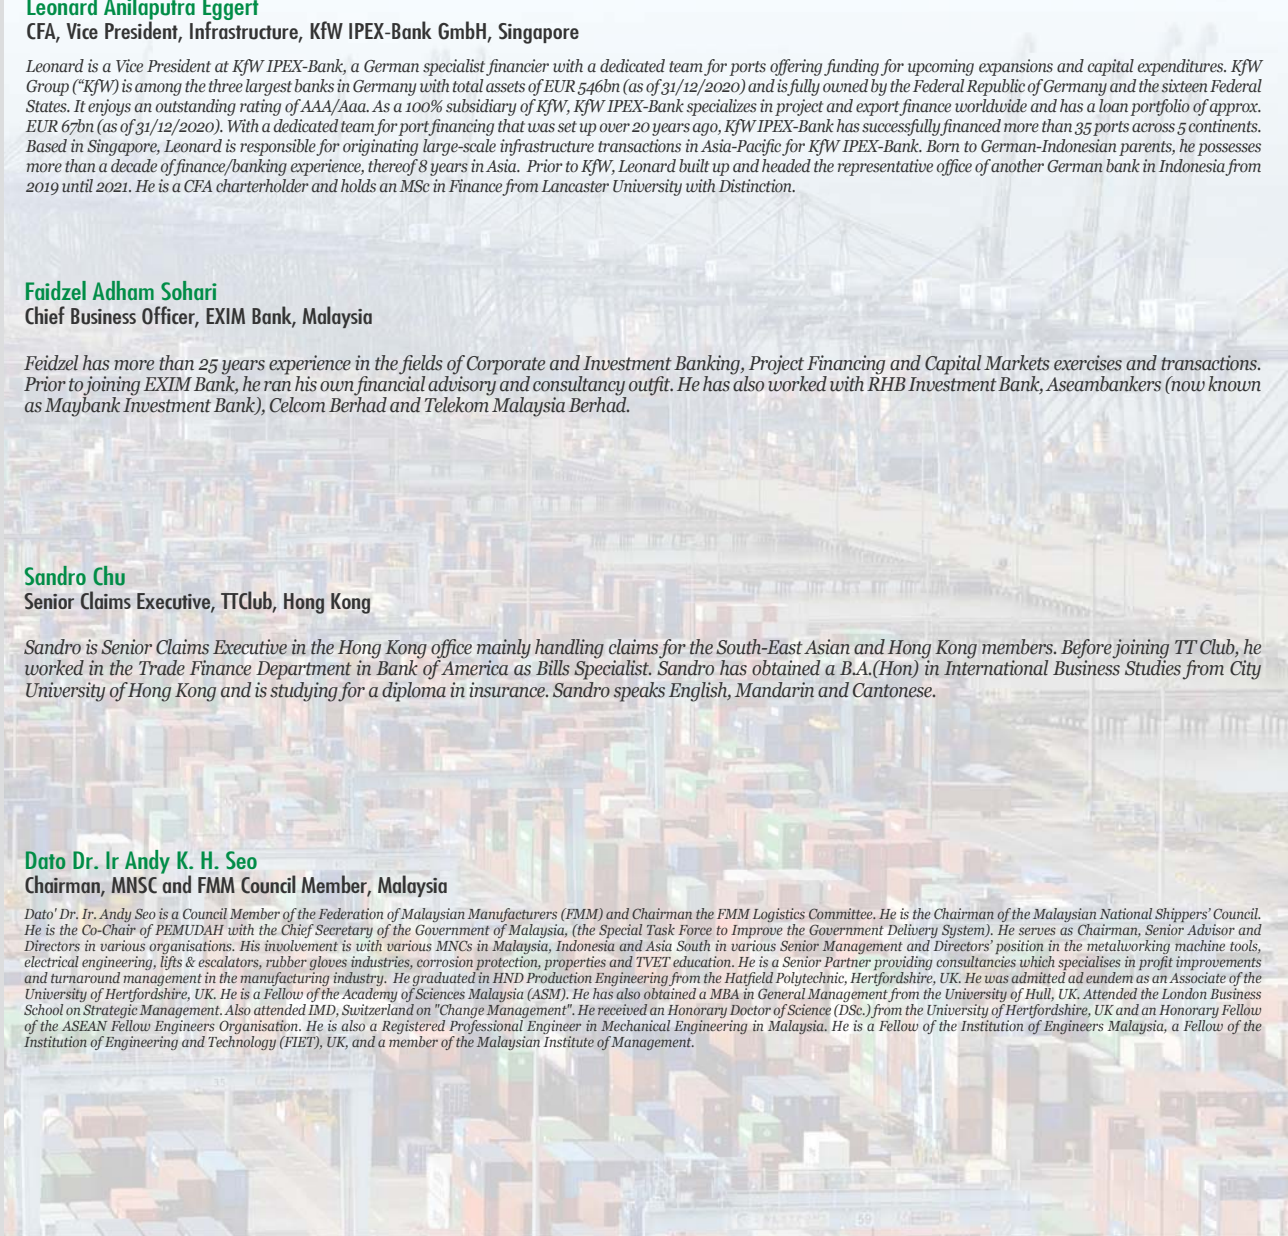 Leonard Anilaputra Eggert
CFA, Vice President, Infrastructure, KfW IPEX-Bank GmbH, Singapore
Leonard is a Vice President at KfW IPEX-Bank, a German specialist financier with a dedicated team for ports offering funding for upcoming expansions and capital expenditures. KfW
Group (“KfW) is among the three largest banks in Germany with total assets of EUR 546bn (as of 31/12/2020) and is fully owned by the Federal Republic of Germany and the sixteen Federal
States. It enjoys an outstanding rating of AAA/Aaa. As a 100% subsidiary of KfW, KfW IPEX-Bank specializes in project and export finance worldwide and has a loan portfolio of approx.
EUR 67bn (as of 31/12/2020). With a dedicated team for port financing that was set up over 20 years ago, KfW IPEX-Bank has successfully financed more than 35 ports across 5 continents.
Based in Singapore, Leonard is responsible for originating large-scale infrastructure transactions in Asia-Pacific for KfW IPEX-Bank. Born to German-Indonesian parents, he possesses
more than a decade of finance/banking experience, thereof 8 years in Asia. Prior to KfW, Leonard built up and headed the representative office of another German bank in Indonesia from
2019 until 2021. He is a CFA charterholder and holds an MSc in Finance from Lancaster University with Distinction.
Faidzel Adham Sohari
Chief Business Officer, EXIM Bank, Malaysia
Feidzel has more than 25 years experience in the fields of Corporate and Investment Banking, Project Financing and Capital Markets exercises and transactions.
Prior to joining EXIM Bank, he ran his own financial advisory and consultancy outfit. He has also worked with RHB Investment Bank, Aseambankers (now known
as Maybank Investment Bank), Celcom Berhad and Telekom Malaysia Berhad.
Sandro Chu
Senior Claims Executive, TTClub, Hong Kong
Sandro is Senior Claims Executive in the Hong Kong office mainly handling claims for the South-East Asian and Hong Kong members. Before joining TT Club, he
worked in the Trade Finance Department in Bank of America as Bills Specialist. Sandro has obtained a B.A.(Hon) in International Business Studies from City
University of Hong Kong and is studying for a diploma in insurance. Sandro speaks English, Mandarin and Cantonese.
Dato Dr. Ir Andy K. H. Seo
Chairman, MNSC and FMM Council Member, Malaysia
Dato' Dr. Ir. Andy Seo is a Council Member of the Federation of Malaysian Manufacturers (FMM) and Chairman the FMM Logistics Committee. He is the Chairman of the Malaysian National Shippers’ Council.
He is the Co-Chair of PEMUDAH with the Chief Secretary of the Government of Malaysia, (the Special Task Force to Improve the Government Delivery System). He serves as Chairman, Senior Advisor and
Directors in various organisations. His involvement is with various MNCs in Malaysia, Indonesia and Asia South in various Senior Management and Directors’ position in the metalworking machine tools,
electrical engineering, lifts & escalators, rubber gloves industries, corrosion protection, properties and TVET education. He is a Senior Partner providing consultancies which specialises in profit improvements
and turnaround management in the manufacturing industry. He graduated in HND Production Engineering from the Hatfield Polytechnic, Hertfordshire, UK. He was admitted ad eundem as an Associate of the
University of Hertfordshire, UK. He is a Fellow of the Academy of Sciences Malaysia (ASM). He has also obtained a MBA in General Management from the University of Hull, UK. Attended the London Business
School on Strategic Management. Also attended IMD, Switzerland on "Change Management". He received an Honorary Doctor of Science (DSc.) from the University of Hertfordshire, UK and an Honorary Fellow
of the ASEAN Fellow Engineers Organisation. He is also a Registered Professional Engineer in Mechanical Engineering in Malaysia. He is a Fellow of the Institution of Engineers Malaysia, a Fellow of the
Institution of Engineering and Technology (FIET), UK, and a member of the Malaysian Institute of Management.
35
59